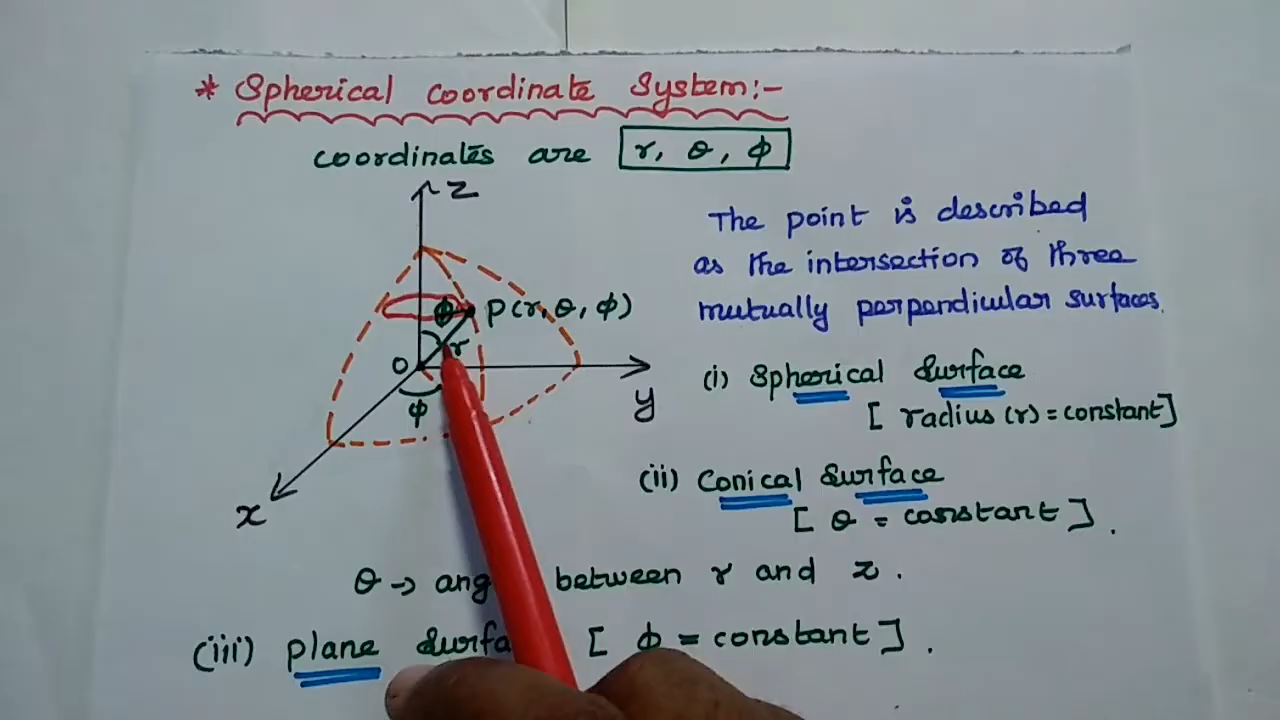 * Spherical coordinate System:-
coordinates are r, θ, φ
z
The point is described
as the intersection of three
mutually perpendicular surfaces.
θ P(r, θ, φ)
r
O
φ
y
x
(i) Spherical Surface
[ radius (r) = constant ]
(ii) Conical Surface
[ θ = constant ] .
θ → between r and z .
(iii) plane [ φ = constant ] .